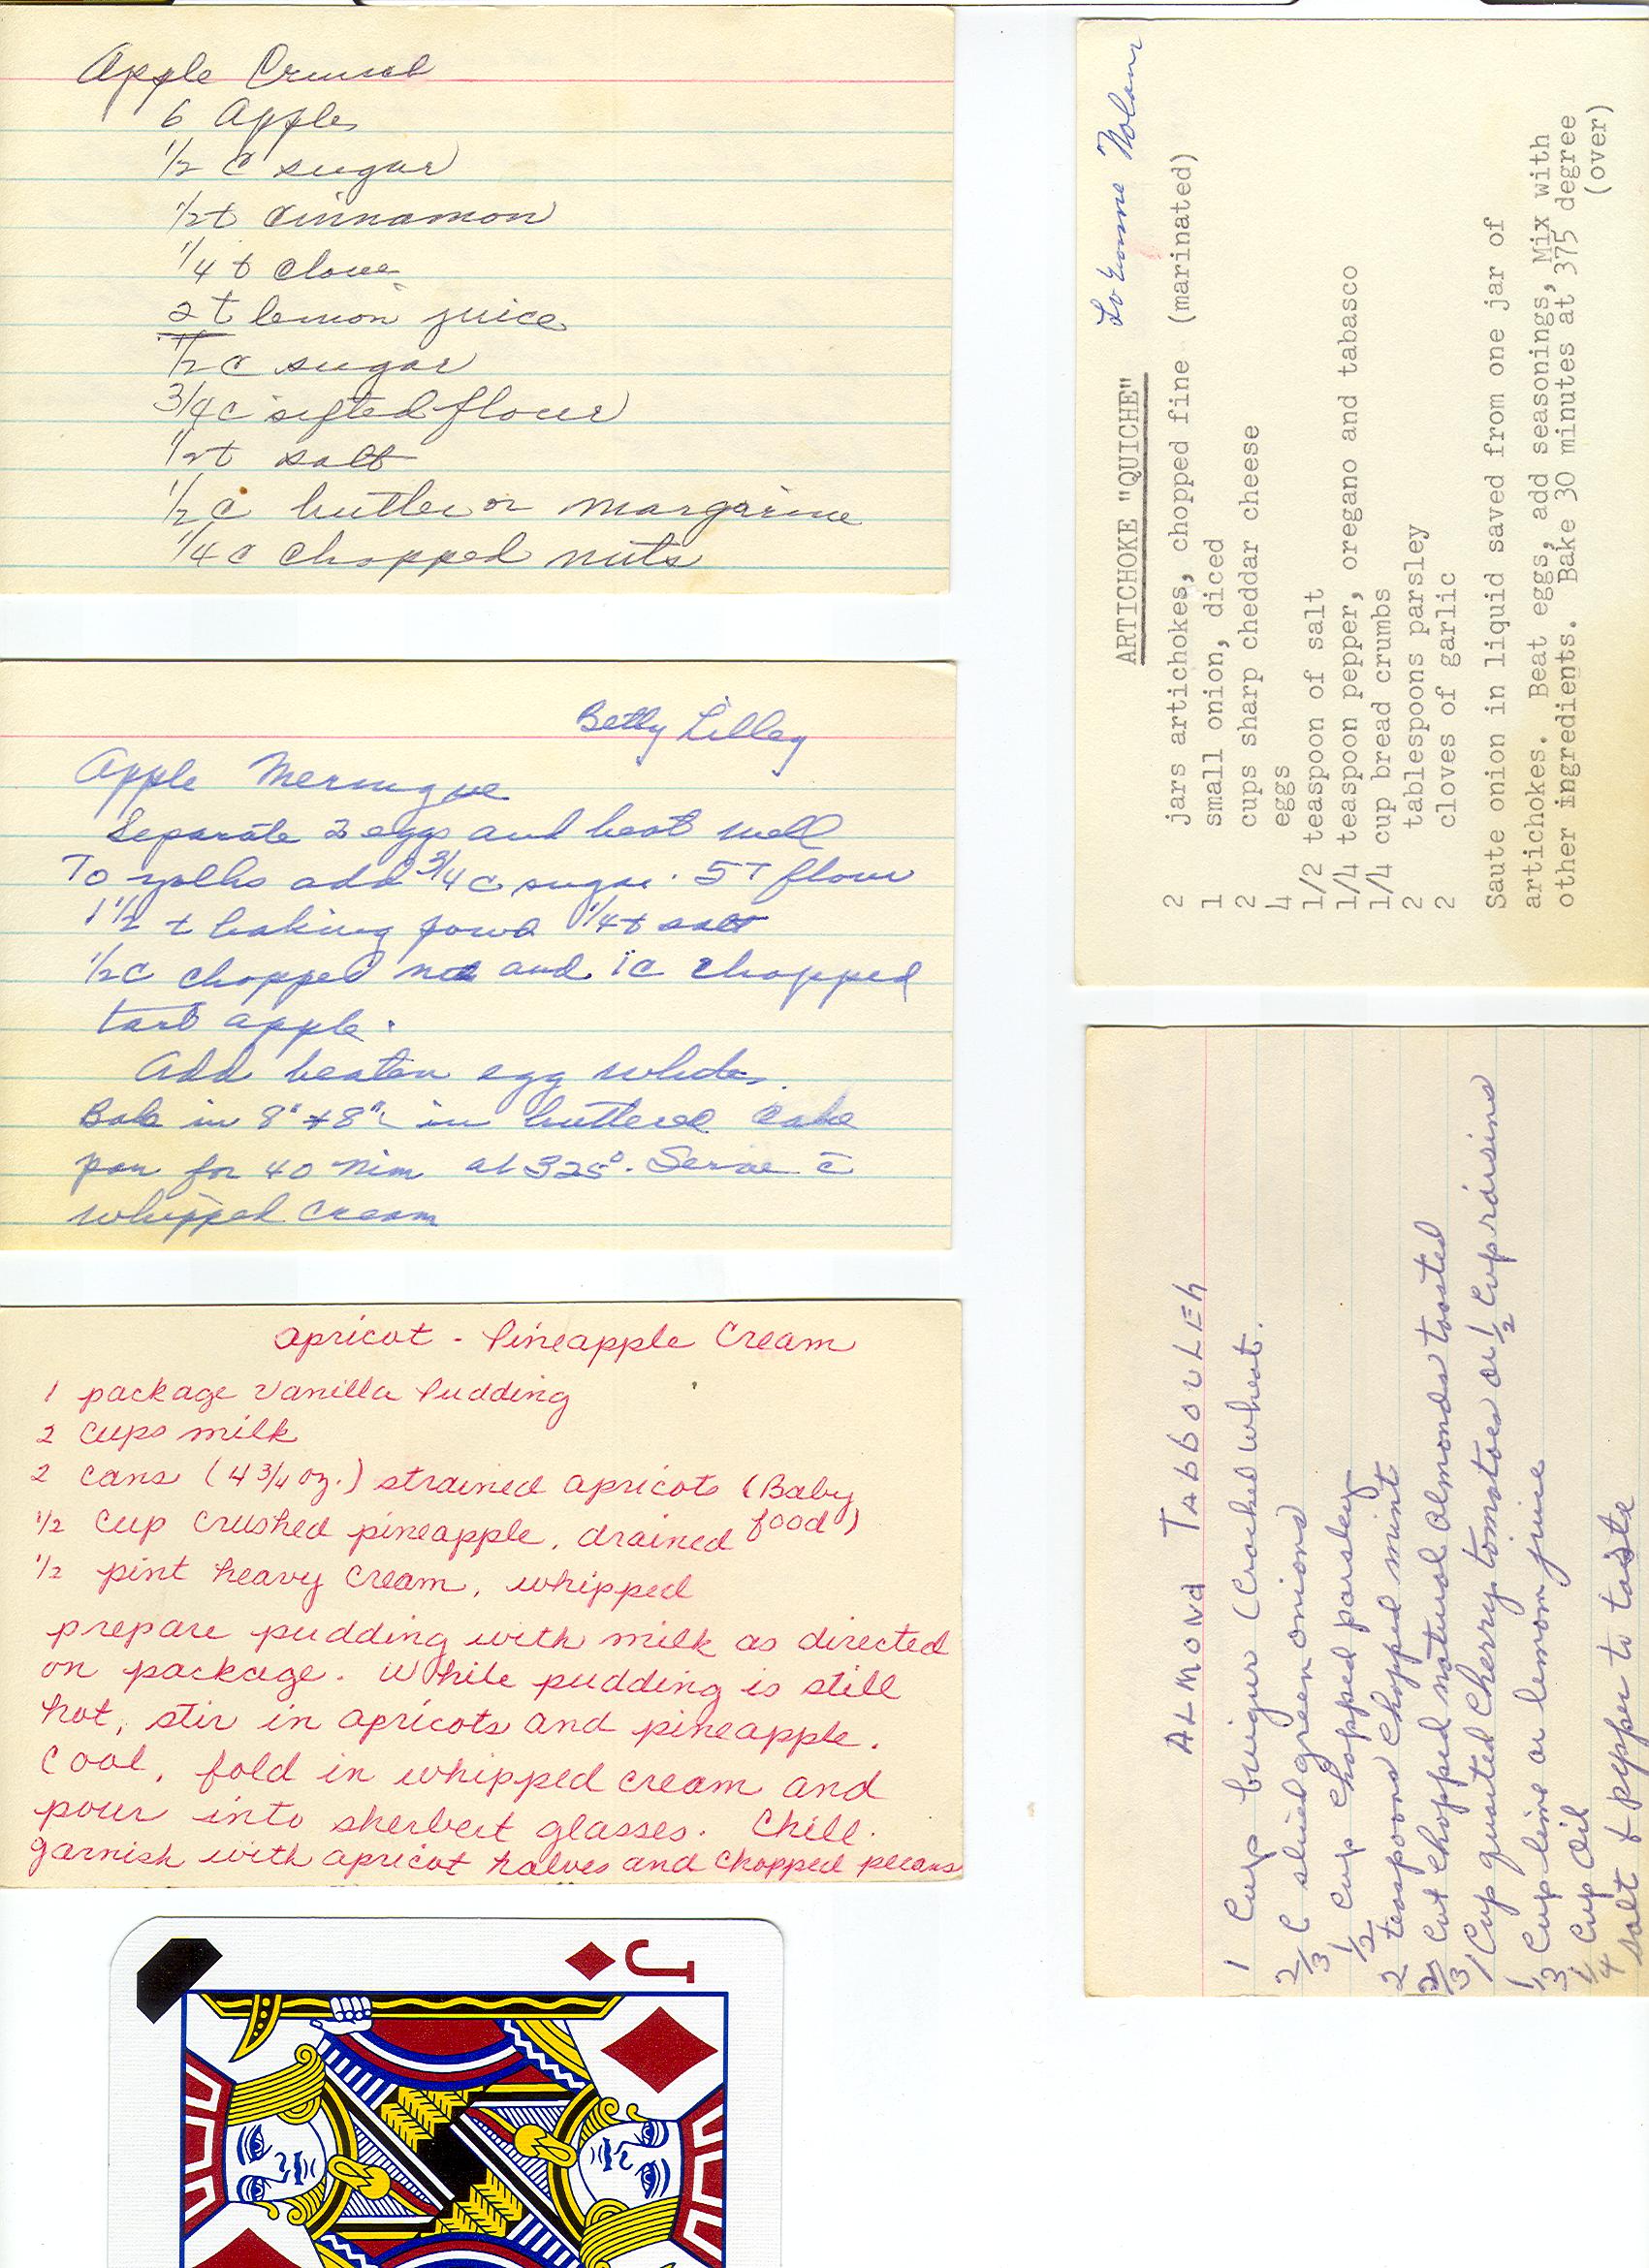 Apple Crunch
6 Apples
1/2 c sugar
1/2 t cinnamon
1/4 t cloves
2 t lemon juice
1/2 c sugar
3/4 c sifted flour
1/2 t salt
1/2 c butter or margarine
1/4 c chopped nuts
Betty Lilley
Apple Meringue
Separate 2 eggs and beat well
To yolks add 3/4 c sugar. 5 T flour
1 1/2 t baking powd 1/4 t salt
1/2 c chopped nuts and 1 c chopped
tart apple.
Add beaten egg whites.
Bake in 8" x 8" in buttered cake
pan for 40 min at 325°. Serve c̄
whipped cream
Apricot - Pineapple Cream
1 package vanilla Pudding
2 cups milk
2 cans (4 3/4 oz.) strained apricots (Baby
food)
1/2 cup crushed pineapple, drained
1/2 pint heavy cream, whipped
prepare pudding with milk as directed
on package. While pudding is still
hot, stir in apricots and pineapple.
Cool, fold in whipped cream and
pour into sherbert glasses. Chill.
garnish with apricot halves and chopped pecans
J
Nolan
ARTICHOKE "QUICHE"
2 jars artichokes, chopped fine (marinated)
1 small onion, diced
2 cups sharp cheddar cheese
4 eggs
1/2 teaspoon of salt
1/4 teaspoon pepper, oregano and tabasco
1/4 cup bread crumbs
2 tablespoons parsley
2 cloves of garlic
Saute onion in liquid saved from one jar of
artichokes. Beat eggs, add seasonings, Mix with
other ingredients. Bake 30 minutes at 375 degree
(over)
ALMOND TABBOULEH
1 Cup bulgur (Cracked wheat.
2/3 C sliced green onions
1/2 Cup chopped parsley
2 teaspoons chopped mint
2/3 Cut chopped natural almonds toasted
1 Cup quarted cherry tomatoes or 1/2 Cup raisins
1/3 Cup lime or lemom juice
1/4 Cup Oil
salt & pepper to taste